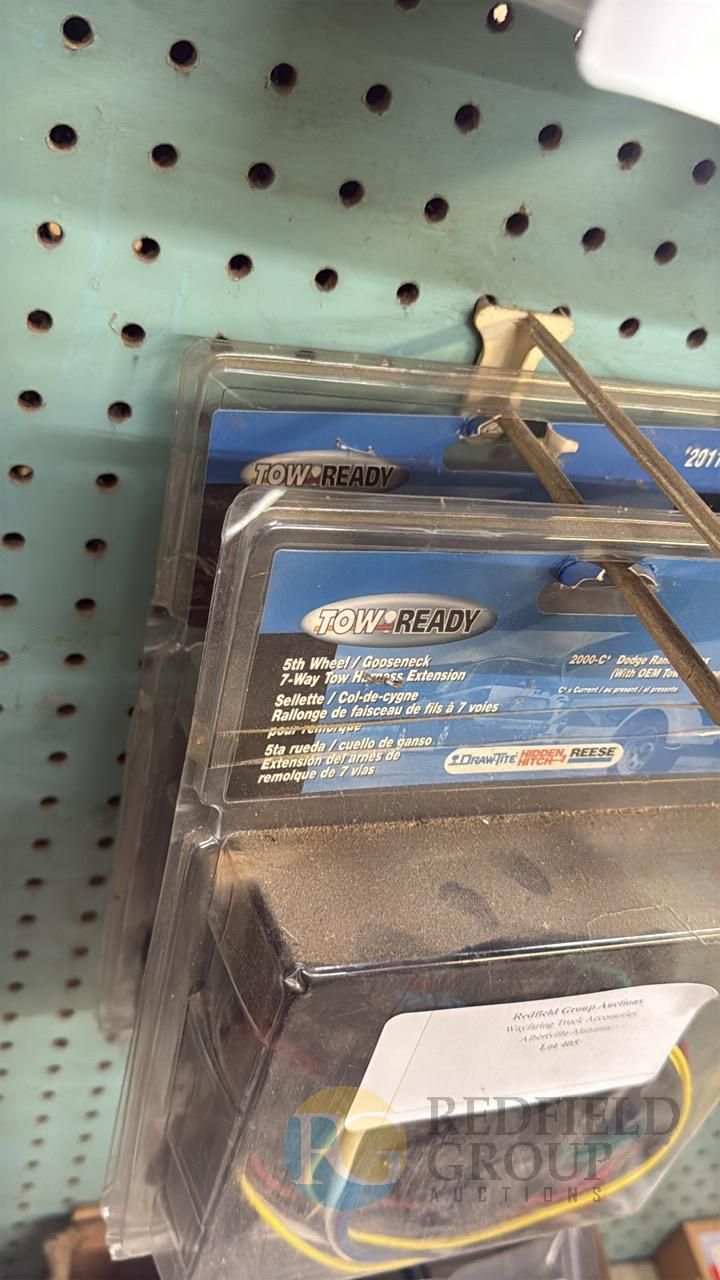 TOW READY
'2011
TOW READY
5th Wheel / Gooseneck
7-Way Tow Harness Extension
Sellette / Col-de-cygne
Rallonge de faisceau de fils à 7 voies
pour remorque
5ta rueda / cuello de ganso
Extensión del arnés de
remolque de 7 vías
2000-C* Dodge Ram
(With OEM Tow
C* = Current / au présent / al presente
DRAW-TITE HIDDEN HITCH REESE
Redfield Group Auctions
Wayfaring Truck Accessories
Albertville Alabama
Lot 405
RG
REDFIELD
GROUP
AUCTIONS